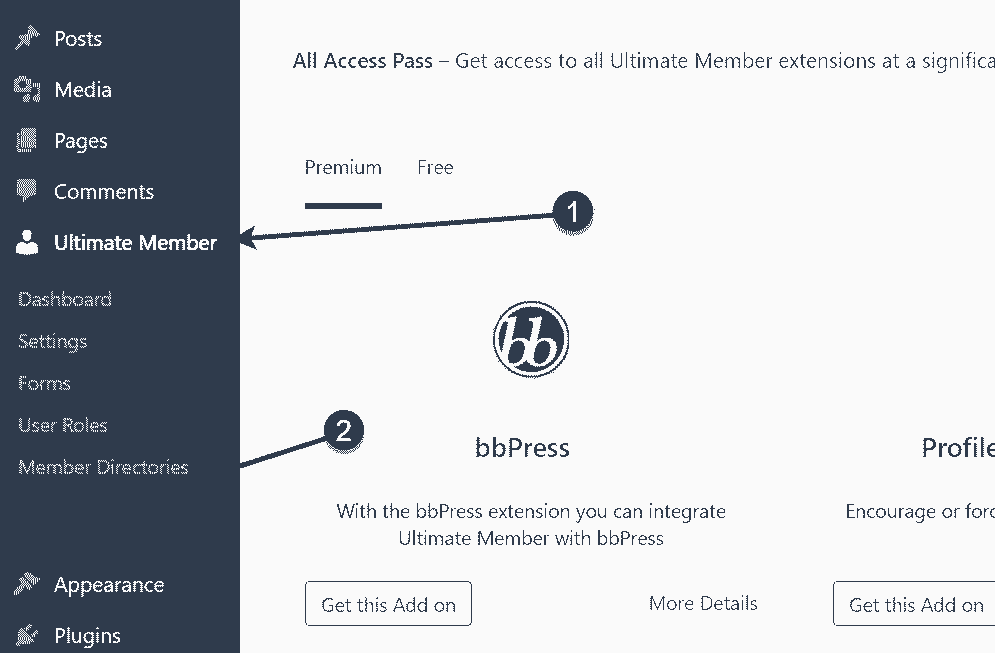 Posts
Media
Pages
Comments
Ultimate Member
Dashboard
Settings
Forms
User Roles
Member Directories
Appearance
Plugins
All Access Pass – Get access to all Ultimate Member extensions at a significa
Premium Free
1
2
bb
bbPress
With the bbPress extension you can integrate
Ultimate Member with bbPress
Get this Add on More Details
Profile
Encourage or forc
Get this Add on